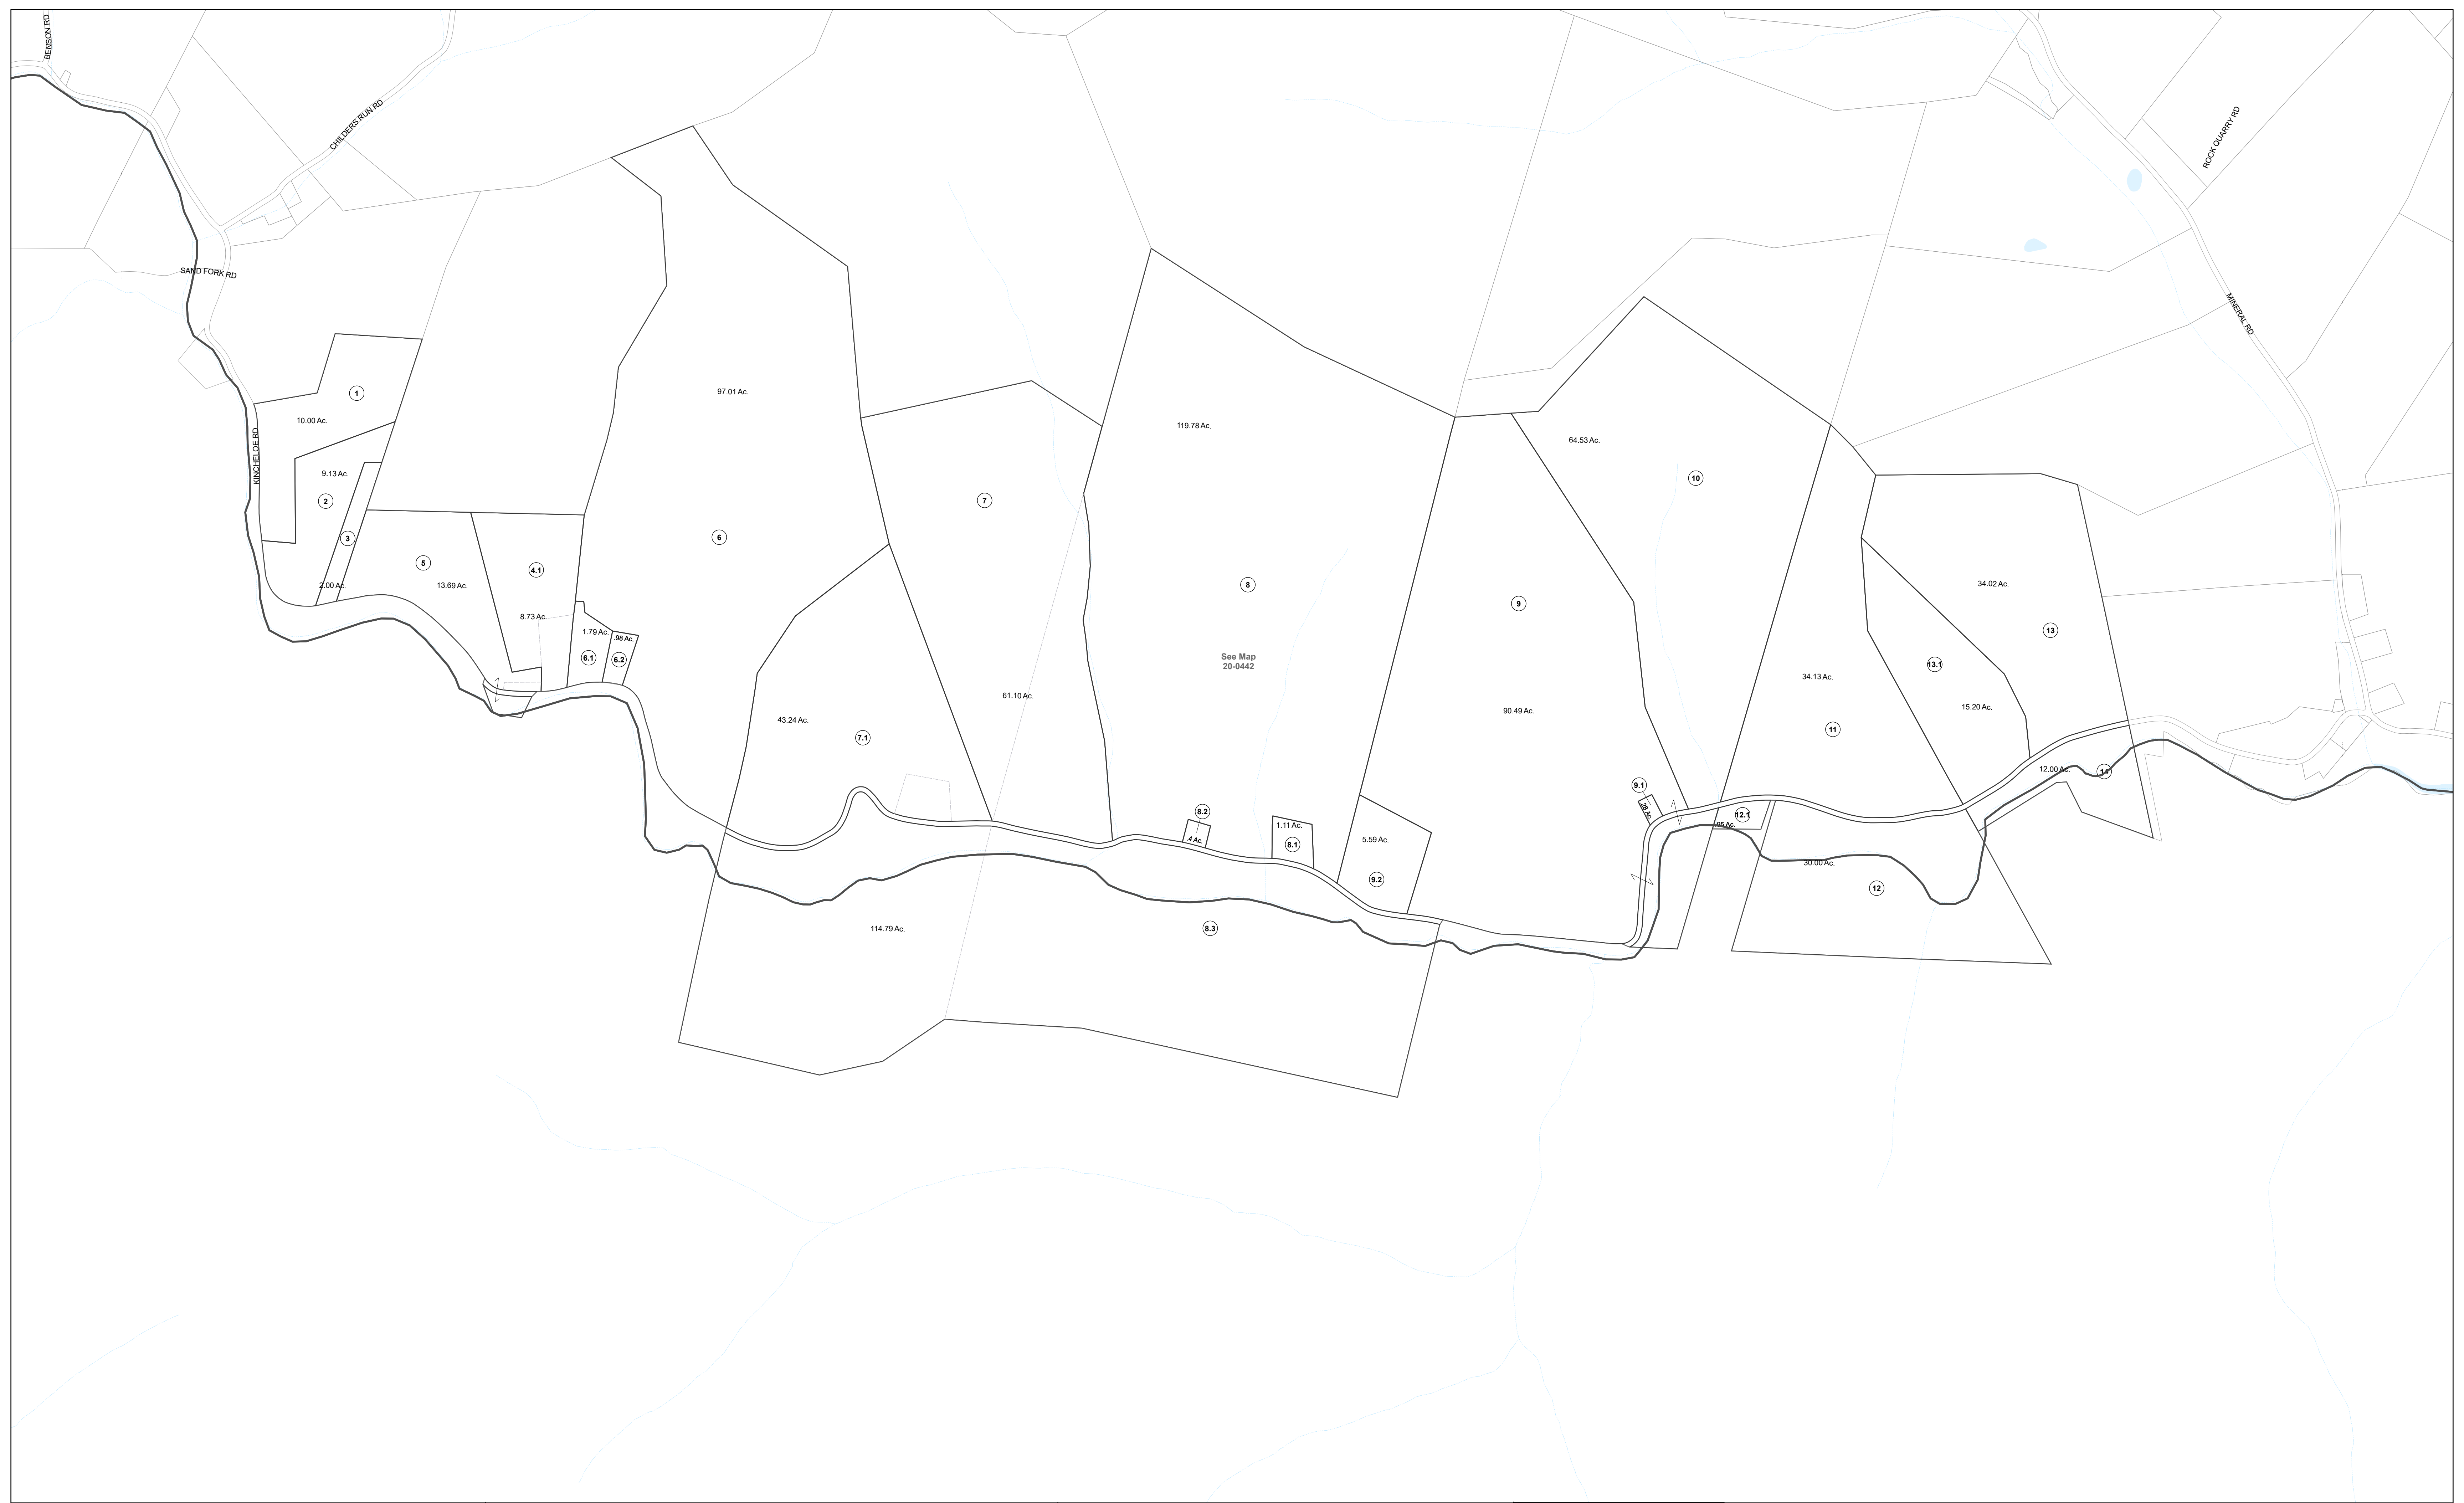 BENSON RD
CHILDERS RUN RD
ROCK QUARRY RD
SAND FORK RD
MINERAL RD
KINCHELOE RD
1
10.00 Ac.
9.13 Ac.
2
3
2.00 Ac.
5
13.69 Ac.
4.1
8.73 Ac.
1.79 Ac.
.98 Ac.
6.1
6.2
97.01 Ac.
6
43.24 Ac.
7.1
7
61.10 Ac.
119.78 Ac.
8
See Map
20-0442
8.2
.4 Ac.
1.11 Ac.
8.1
5.59 Ac.
9.2
114.79 Ac.
8.3
9
90.49 Ac.
64.53 Ac.
10
9.1
.28 Ac.
12.1
.95 Ac.
34.13 Ac.
11
34.02 Ac.
13
13.1
15.20 Ac.
12.00 Ac.
14
30.00 Ac.
12